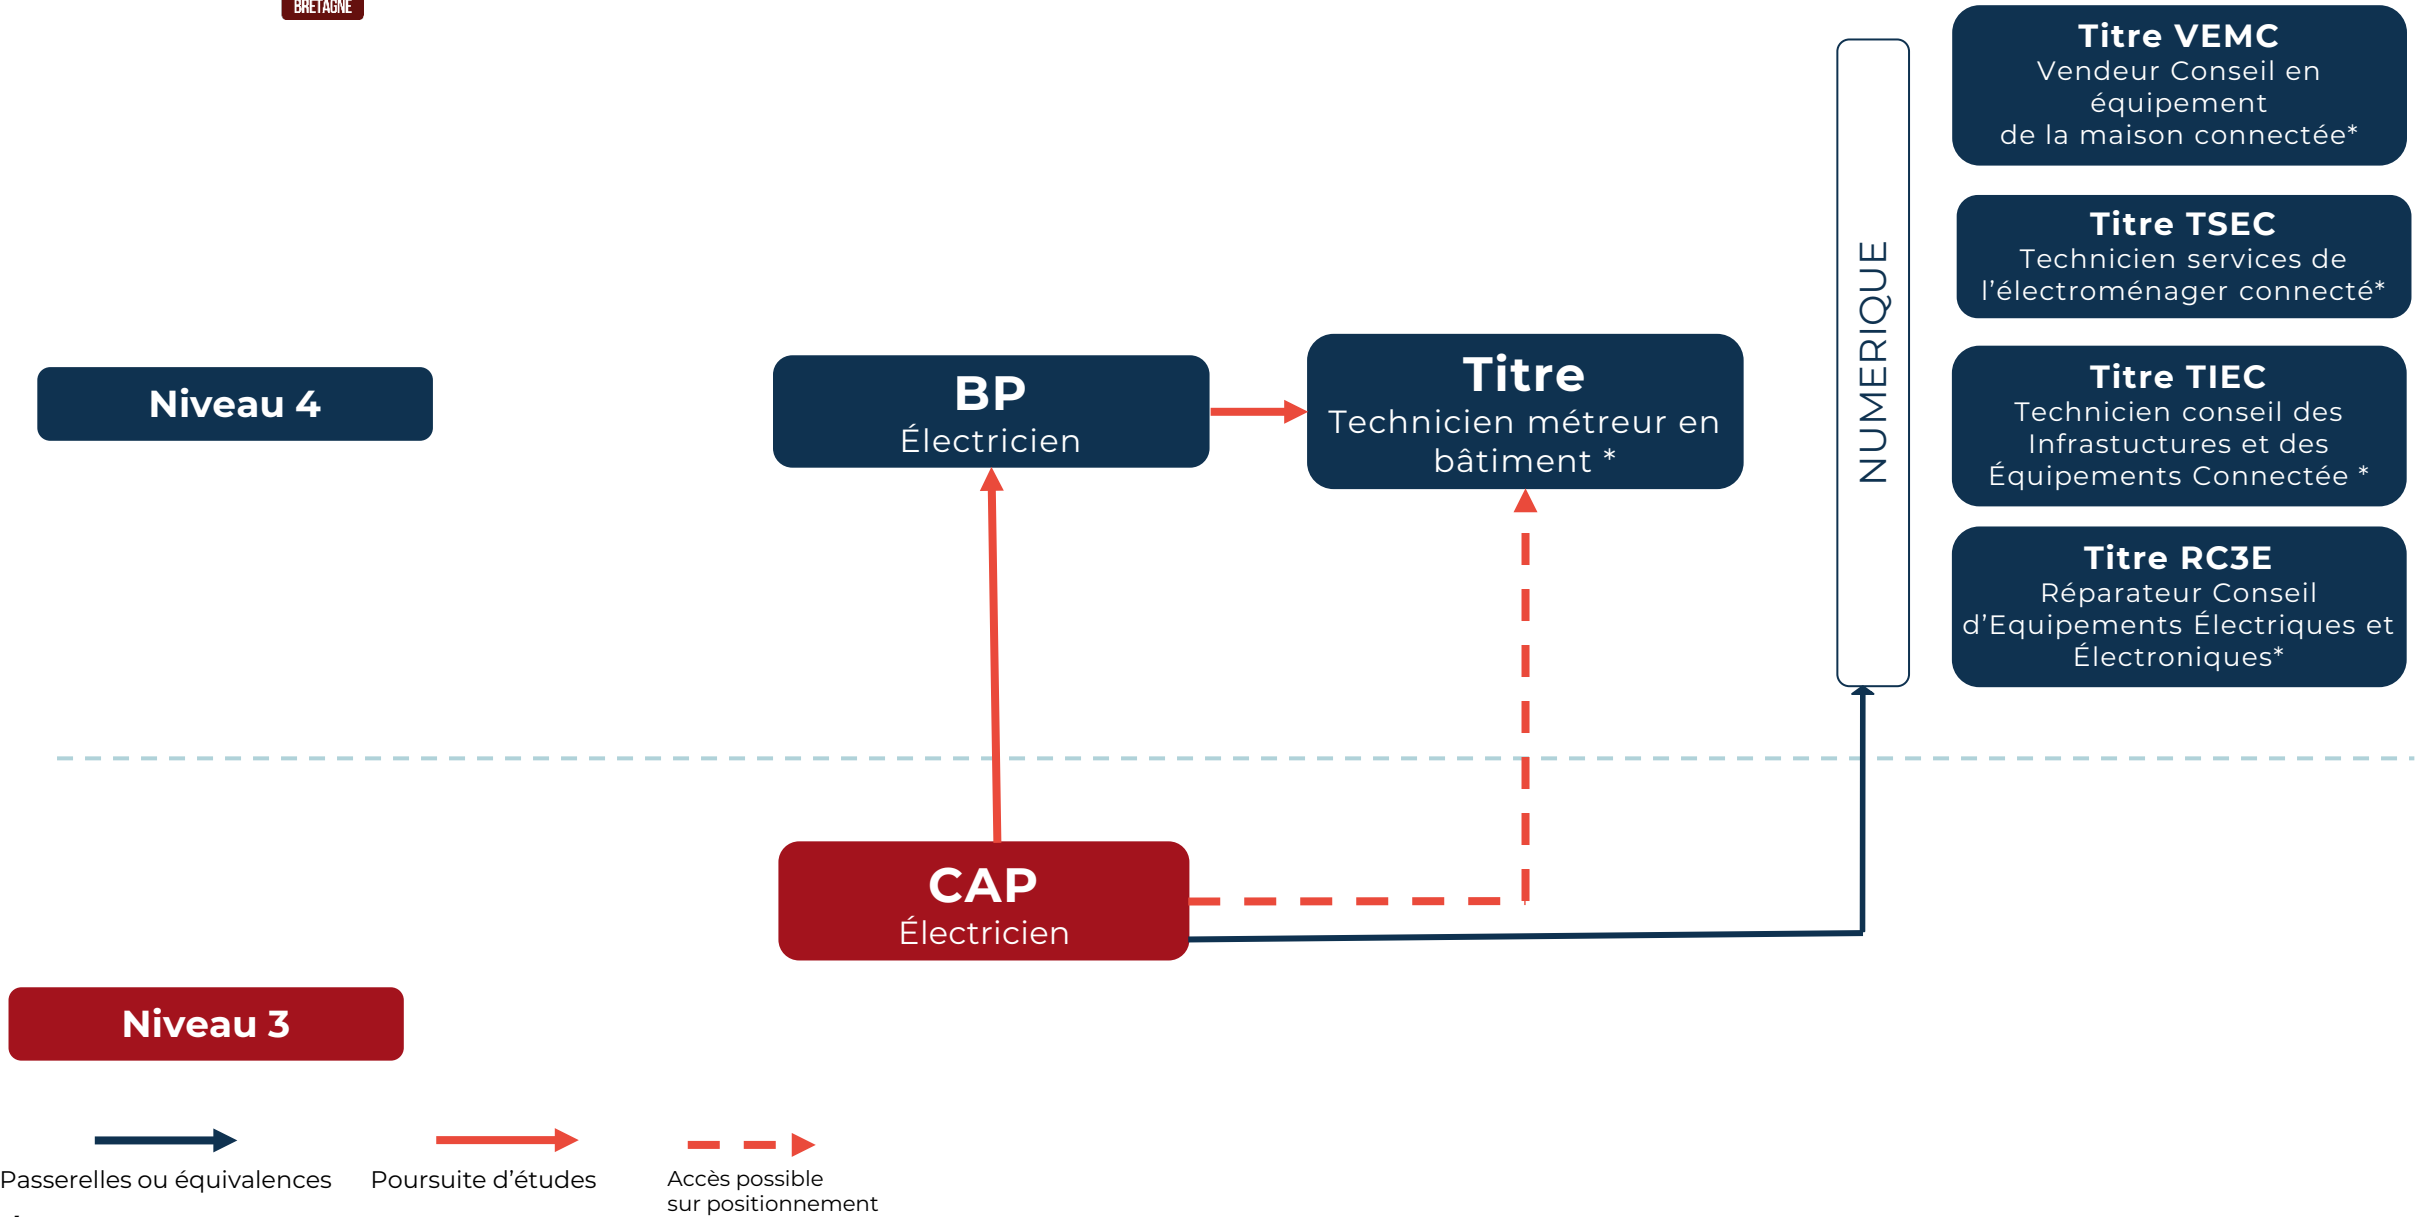 BRETAGNE
Titre VEMC
Vendeur Conseil en
équipement
de la maison connectée*
Titre TSEC
Technicien services de
l'électroménager connecté*
Titre TIEC
Technicien conseil des
Infrastuctures et des
Équipements Connectée *
Titre RC3E
Réparateur Conseil
d'Equipements Électriques et
Électroniques*
NUMERIQUE
Niveau 4
BP
Électricien
Titre
Technicien métreur en
bâtiment *
CAP
Électricien
Niveau 3
Passerelles ou équivalences
Poursuite d'études
Accès possible
sur positionnement